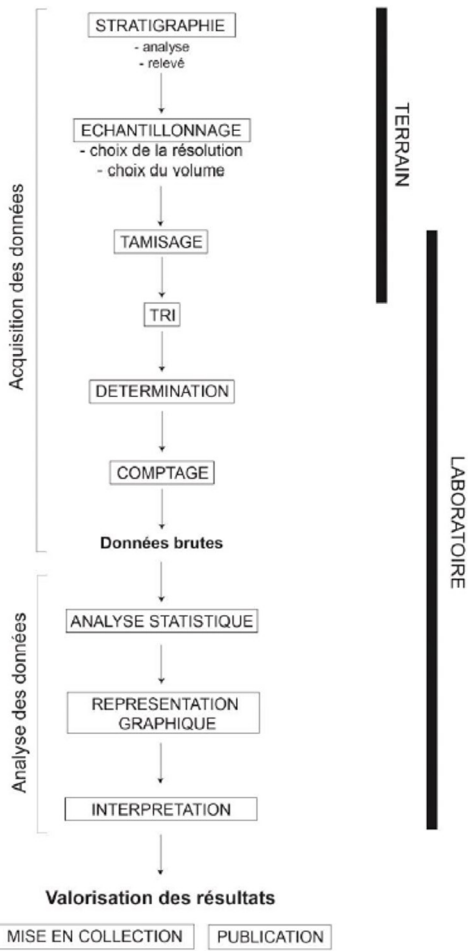 STRATIGRAPHIE
- analyse
- relevé
ECHANTILLONNAGE
- choix de la résolution
- choix du volume
TAMISAGE
TRI
DETERMINATION
COMPTAGE
Données brutes
ANALYSE STATISTIQUE
REPRESENTATION
GRAPHIQUE
INTERPRETATION
Valorisation des résultats
MISE EN COLLECTION
PUBLICATION
Acquisition des données
Analyse des données
TERRAIN
LABORATOIRE